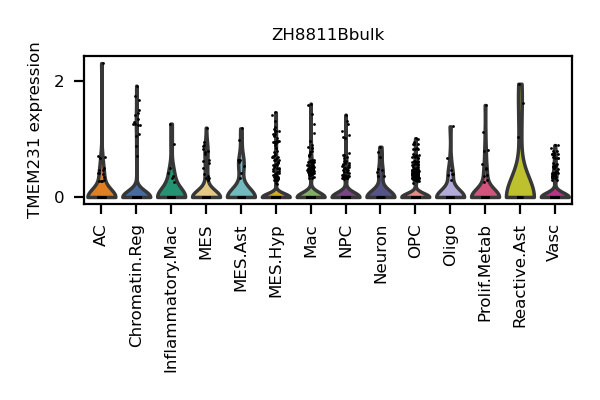 ZH8811Bbulk
TMEM231 expression
2
0
AC
Chromatin.Reg
Inflammatory.Mac
MES
MES.Ast
MES.Hyp
Mac
NPC
Neuron
OPC
Oligo
Prolif.Metab
Reactive.Ast
Vasc